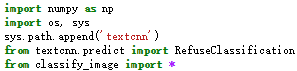 import numpy as np
import os, sys
sys.path.append('textcnn')
from textcnn.predict import RefuseClassification
from classify_image import *